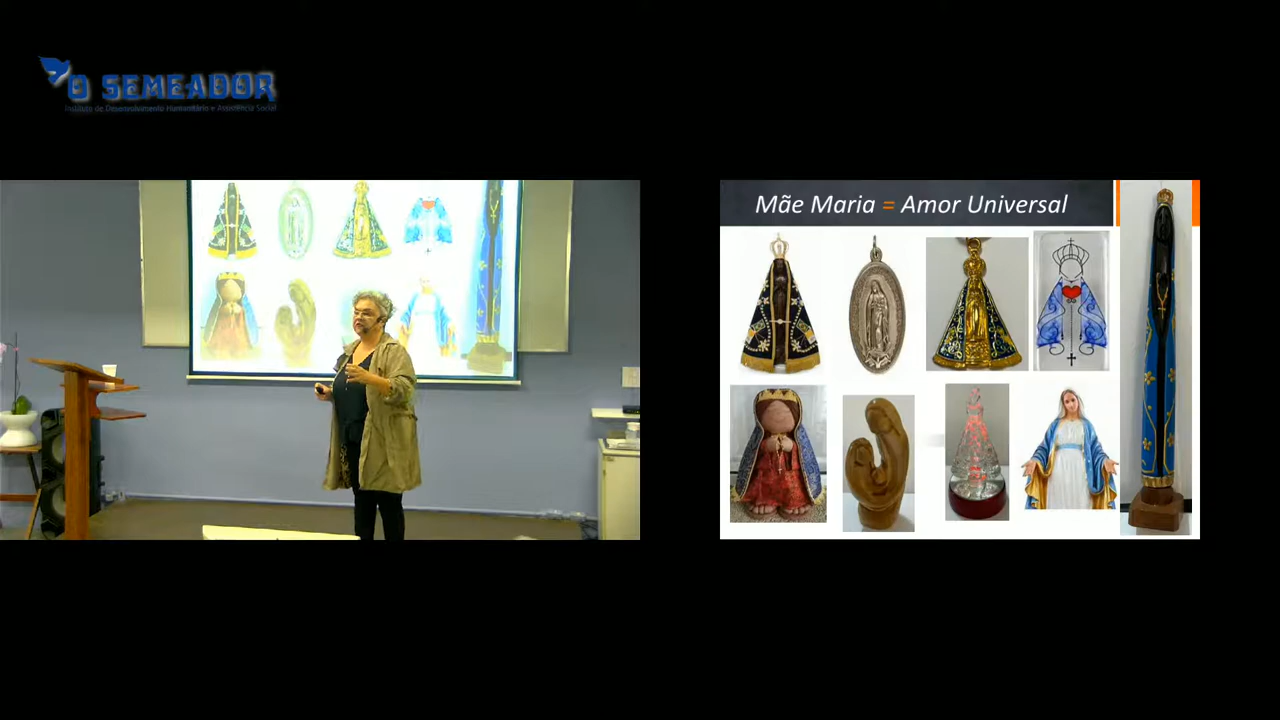 O SEMEADOR
Instituto de Desenvolvimento Humanitário e Assistência Social
Mãe Maria = Amor Universal